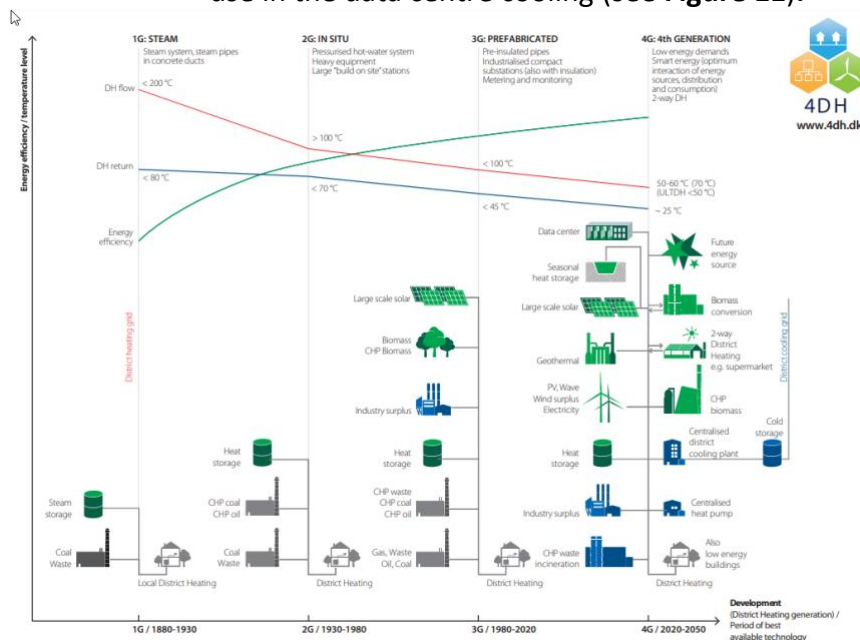 use in the data centre cooling (see Figure 11).
1G: STEAM
Steam system, steam pipes
in concrete ducts
2G: IN SITU
Pressurised hot-water system
Heavy equipment
Large "build on site" stations
3G: PREFABRICATED
Pre-insulated pipes
Industrialised compact
substations (also with insulation)
Metering and monitoring
4G: 4th GENERATION
Low energy demands
Smart energy (optimum
interaction of energy
sources, distribution
and consumption)
2-way DH
4DH
www.4dh.dk
Energy efficiency / temperature level
DH flow
< 200 °C
> 100 °C
< 100 °C
50-60 °C (70 °C)
(ULTDH <50 °C)
DH return
< 80 °C
< 70 °C
< 45 °C
~ 25 °C
Energy
efficiency
District heating grid
Data center
Future
energy
source
Seasonal
heat storage
Large scale solar
Large scale solar
Biomass
conversion
Biomass
CHP Biomass
Geothermal
2-way
District
Heating
e.g. supermarket
District cooling grid
Industry surplus
PV, Wave
Wind surplus
Electricity
CHP
biomass
Heat
storage
Heat
storage
Heat
storage
Centralised
district
cooling plant
Cold
storage
Steam
storage
CHP coal
CHP oil
CHP waste
CHP coal
CHP oil
Industry surplus
Centralised
heat pump
Coal
Waste
Coal
Waste
Gas, Waste
Oil, Coal
CHP waste
incineration
Also
low energy
buildings
Local District Heating
District Heating
District Heating
District Heating
1G / 1880-1930
2G / 1930-1980
3G / 1980-2020
4G / 2020-2050
Development
(District Heating generation) /
Period of best
available technology